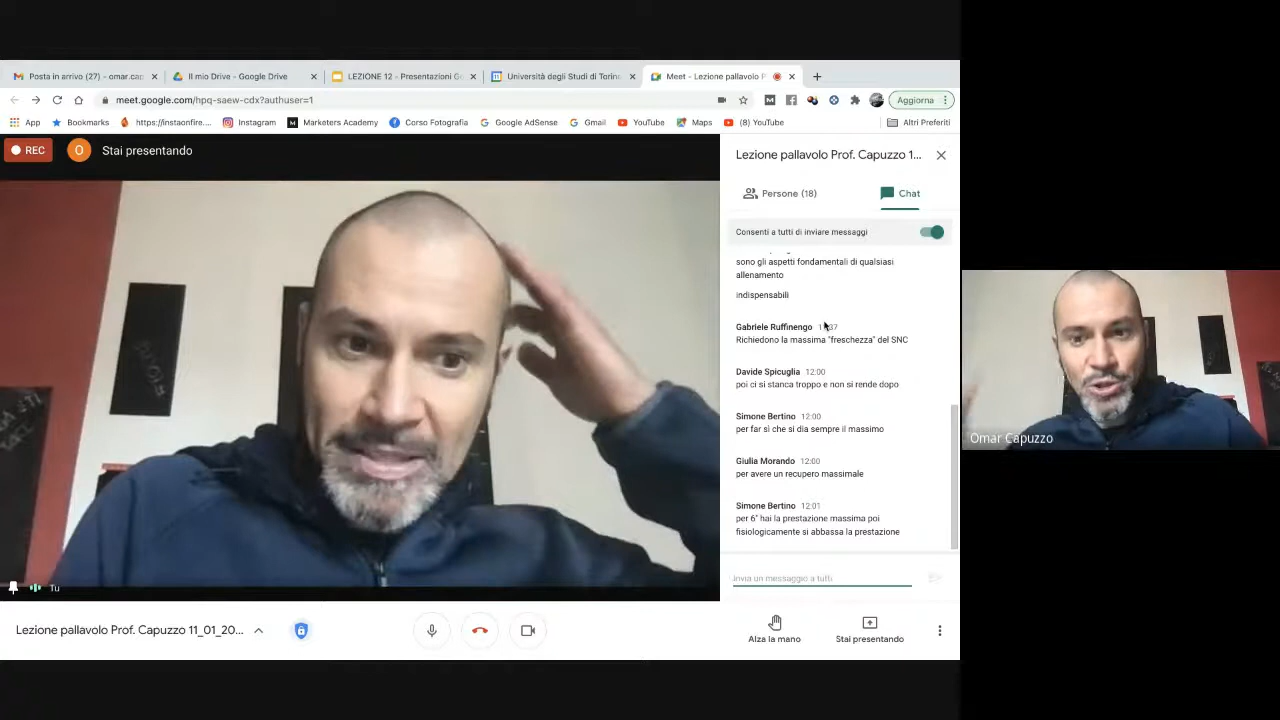 Posta in arrivo (27) - omar.cap
Il mio Drive - Google Drive
LEZIONE 12 - Presentazioni Go
Università degli Studi di Torino
Meet - Lezione pallavolo P
meet.google.com/hpq-saew-cdx?authuser=1
Aggiorna
App
Bookmarks
https://instaonfire....
Instagram
Marketers Academy
Corso Fotografia
Google AdSense
Gmail
YouTube
Maps
(8) YouTube
Altri Preferiti
REC
O
Stai presentando
Lezione pallavolo Prof. Capuzzo 1...
Persone (18)
Chat
Consenti a tutti di inviare messaggi
sono gli aspetti fondamentali di qualsiasi
allenamento
indispensabili
Gabriele Ruffinengo
Richiedono la massima "freschezza" del SNC
Davide Spicuglia 12:00
poi ci si stanca troppo e non si rende dopo
Simone Bertino 12:00
per far sì che si dia sempre il massimo
Giulia Morando 12:00
per avere un recupero massimale
Simone Bertino 12:01
per 6" hai la prestazione massima poi
fisiologicamente si abbassa la prestazione
Invia un messaggio a tutti
Tu
Lezione pallavolo Prof. Capuzzo 11_01_20...
Alza la mano
Stai presentando
Omar Capuzzo